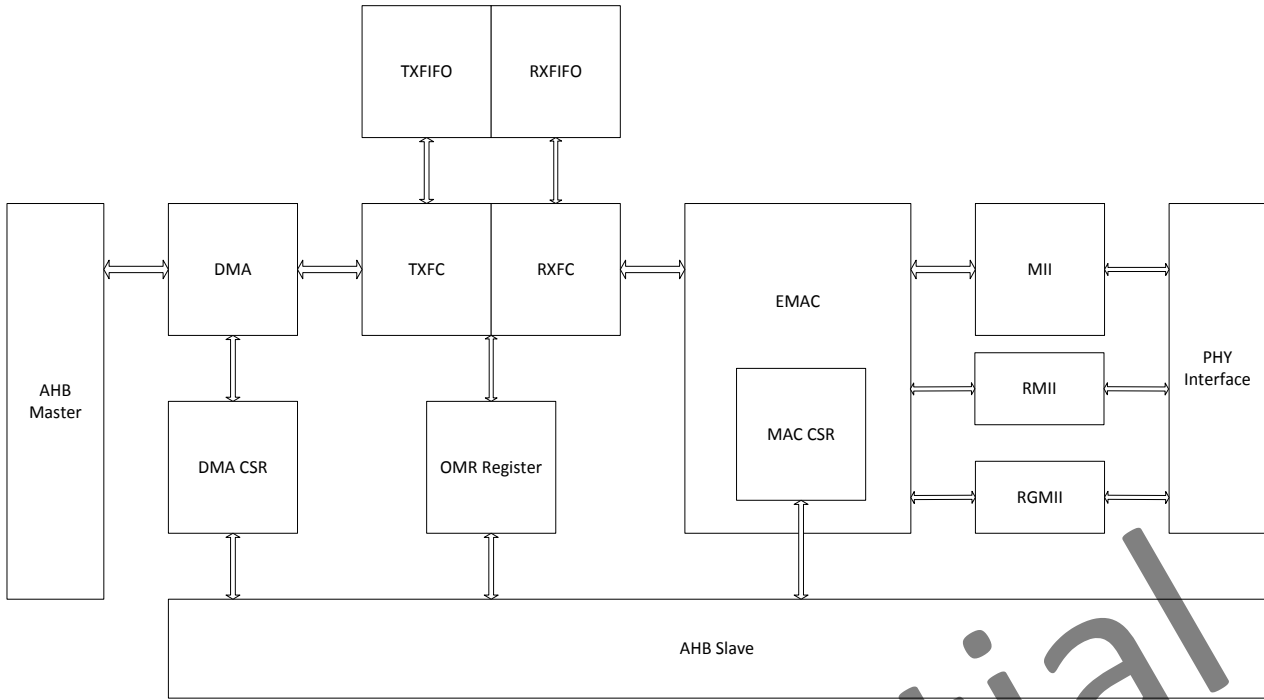 TXFIFO
RXFIFO
AHB
Master
DMA
TXFC
RXFC
EMAC
MII
PHY
Interface
RMII
DMA CSR
OMR Register
MAC CSR
RGMII
AHB Slave
tial